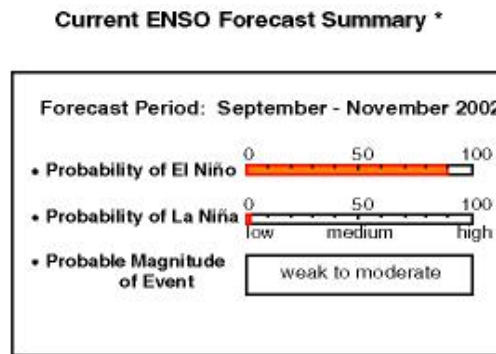 Current ENSO Forecast Summary *
Forecast Period: September - November 2002
0 50 100
• Probability of El Niño
0 50 100
• Probability of La Niña
low medium high
• Probable Magnitude of Event
weak to moderate